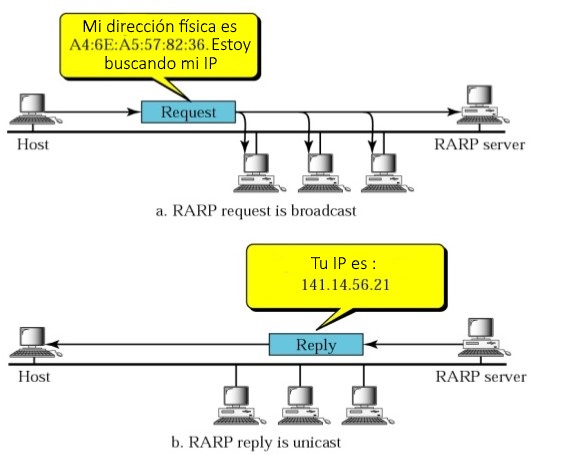 Mi dirección física es
A4:6E:A5:57:82:36. Estoy
buscando mi IP
Request
Host
RARP server
a. RARP request is broadcast
Tu IP es :
141.14.56.21
Reply
Host
RARP server
b. RARP reply is unicast